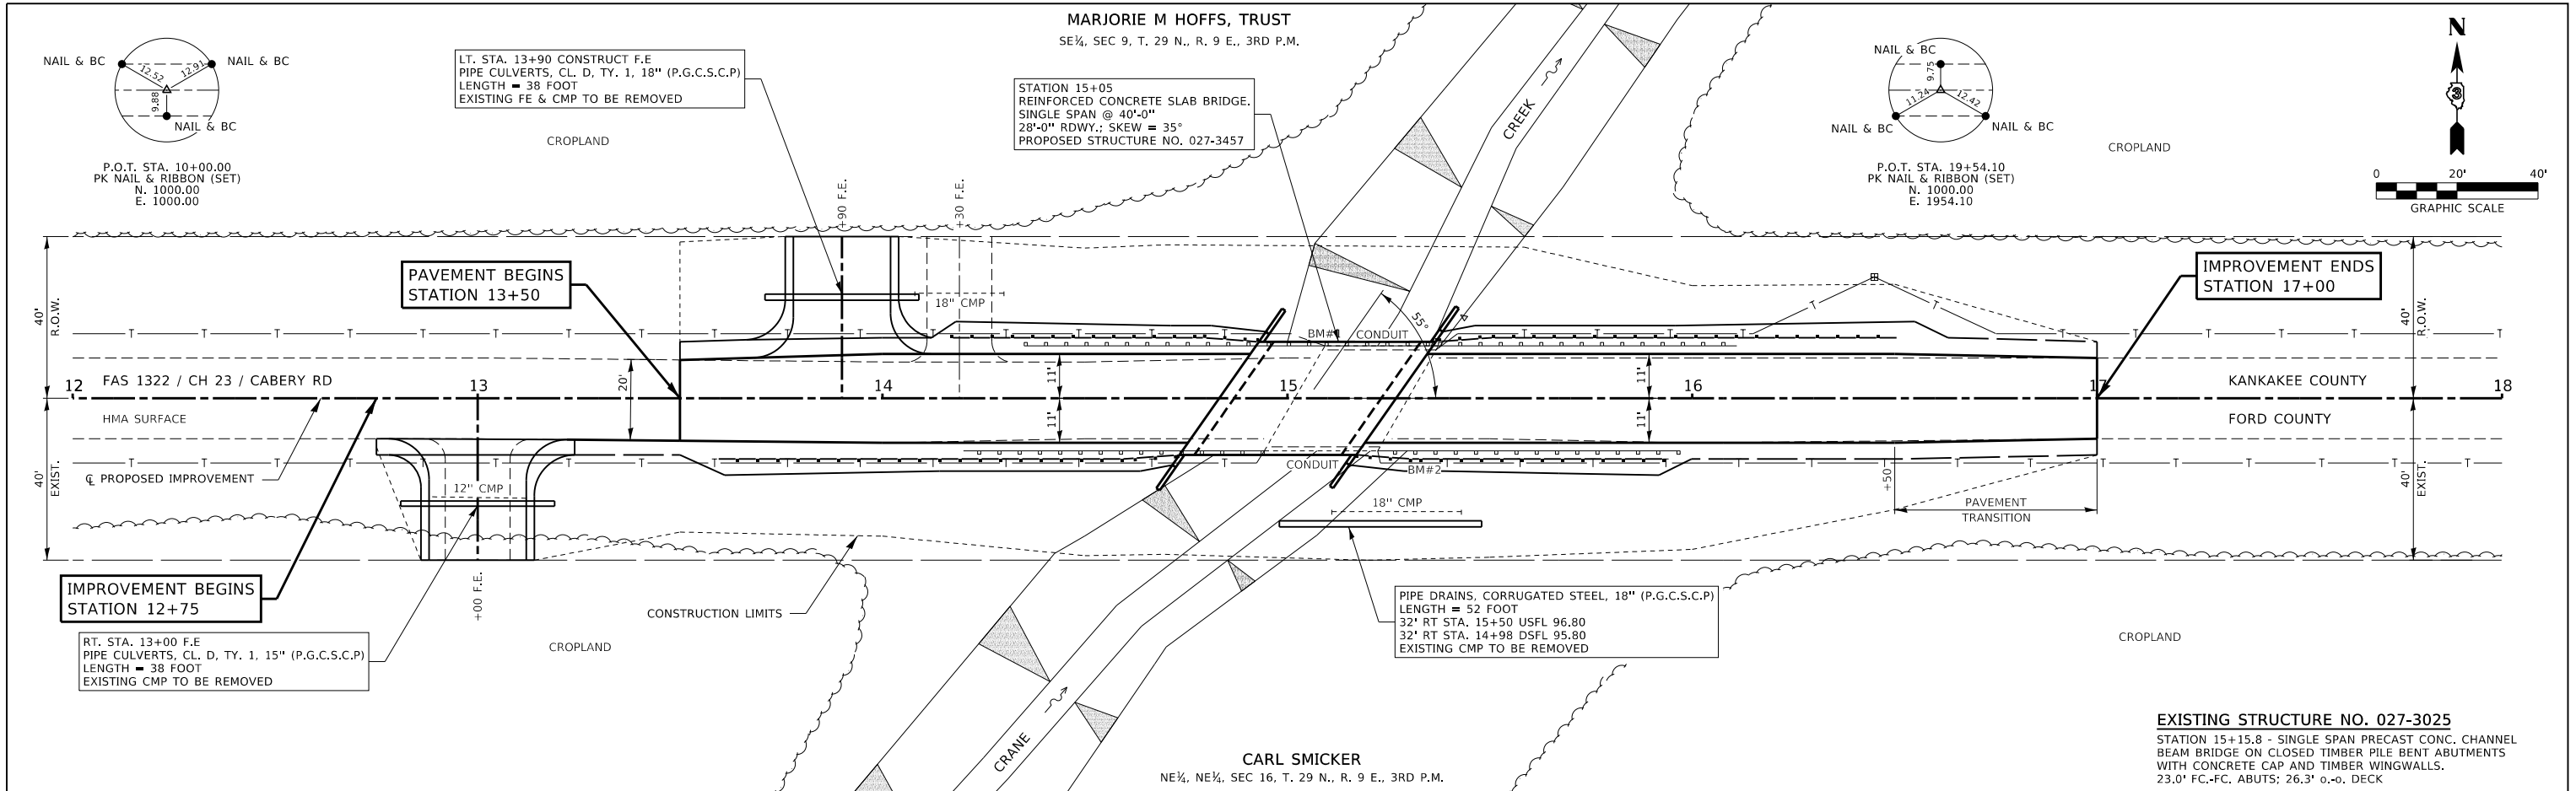 MARJORIE M HOFFS, TRUST
SE¼, SEC 9, T. 29 N., R. 9 E., 3RD P.M.
NAIL & BC
NAIL & BC
12.52
12.91
9.88
NAIL & BC
P.O.T. STA. 10+00.00
PK NAIL & RIBBON (SET)
N. 1000.00
E. 1000.00
LT. STA. 13+90 CONSTRUCT F.E
PIPE CULVERTS, CL. D, TY. 1, 18" (P.G.C.S.C.P)
LENGTH = 38 FOOT
EXISTING FE & CMP TO BE REMOVED
CROPLAND
STATION 15+05
REINFORCED CONCRETE SLAB BRIDGE.
SINGLE SPAN @ 40'-0"
28'-0" RDWY.; SKEW = 35°
PROPOSED STRUCTURE NO. 027-3457
CREEK
NAIL & BC
9.75
11.24
12.42
NAIL & BC
NAIL & BC
P.O.T. STA. 19+54.10
PK NAIL & RIBBON (SET)
N. 1000.00
E. 1954.10
CROPLAND
N
3
0
20'
40'
GRAPHIC SCALE
+90 F.E.
+30 F.E.
40'
R.O.W.
PAVEMENT BEGINS
STATION 13+50
18" CMP
IMPROVEMENT ENDS
STATION 17+00
40'
R.O.W.
BM#1
CONDUIT
55°
12
FAS 1322 / CH 23 / CABERY RD
13
20'
14
11'
15
11'
16
17
KANKAKEE COUNTY
18
HMA SURFACE
11'
11'
FORD COUNTY
40'
EXIST.
℄ PROPOSED IMPROVEMENT
12" CMP
CONDUIT
BM#2
18" CMP
+50
PAVEMENT
TRANSITION
40'
EXIST.
IMPROVEMENT BEGINS
STATION 12+75
+00 F.E.
CONSTRUCTION LIMITS
RT. STA. 13+00 F.E
PIPE CULVERTS, CL. D, TY. 1, 15" (P.G.C.S.C.P)
LENGTH = 38 FOOT
EXISTING CMP TO BE REMOVED
CROPLAND
PIPE DRAINS, CORRUGATED STEEL, 18" (P.G.C.S.C.P)
LENGTH = 52 FOOT
32' RT STA. 15+50 USFL 96.80
32' RT STA. 14+98 DSFL 95.80
EXISTING CMP TO BE REMOVED
CROPLAND
CRANE
CARL SMICKER
NE¼, NE¼, SEC 16, T. 29 N., R. 9 E., 3RD P.M.
EXISTING STRUCTURE NO. 027-3025
STATION 15+15.8 - SINGLE SPAN PRECAST CONC. CHANNEL
BEAM BRIDGE ON CLOSED TIMBER PILE BENT ABUTMENTS
WITH CONCRETE CAP AND TIMBER WINGWALLS.
23.0' FC.-FC. ABUTS; 26.3' o.-o. DECK